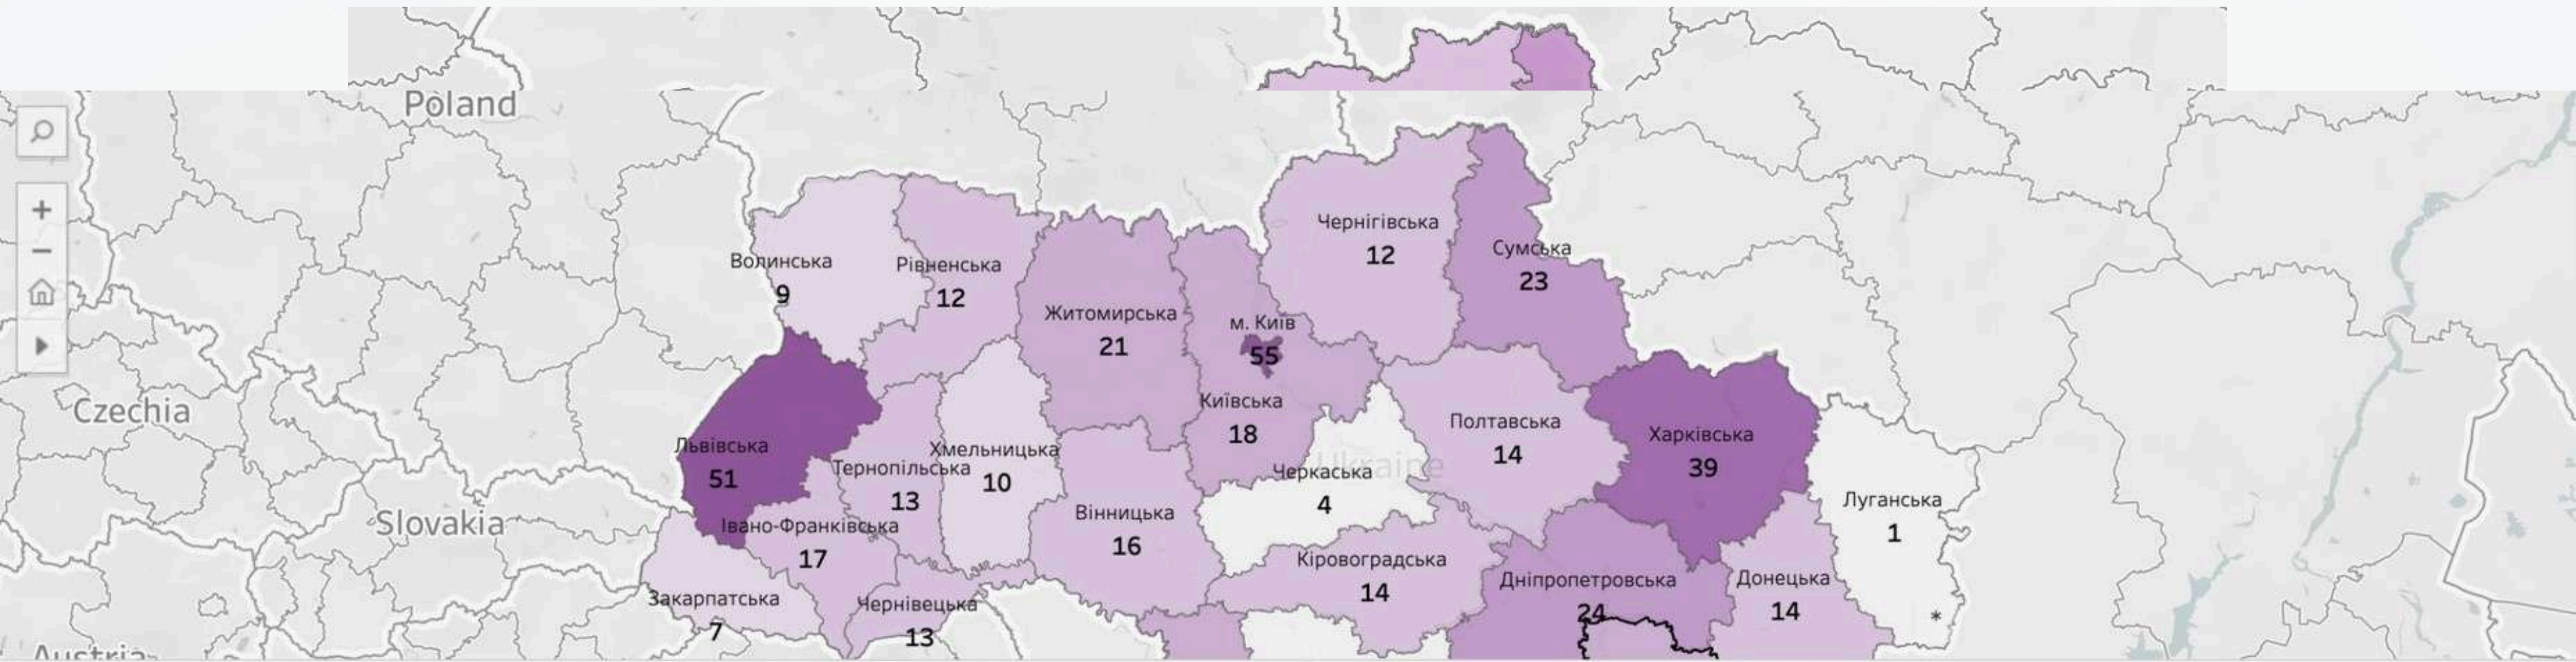 Poland
Чернігівська
12
Сумська
23
Волинська
9
Рівненська
12
Житомирська
21
м. Київ
55
Czechia
Львівська
51
Київська
18
Полтавська
14
Харківська
39
Хмельницька
10
Тернопільська
13
Ukraine
Черкаська
4
Луганська
1
Slovakia
Івано-Франківська
17
Вінницька
16
Кіровоградська
14
Дніпропетровська
24
Донецька
14
*
Закарпатська
7
Чернівецька
13
Austria